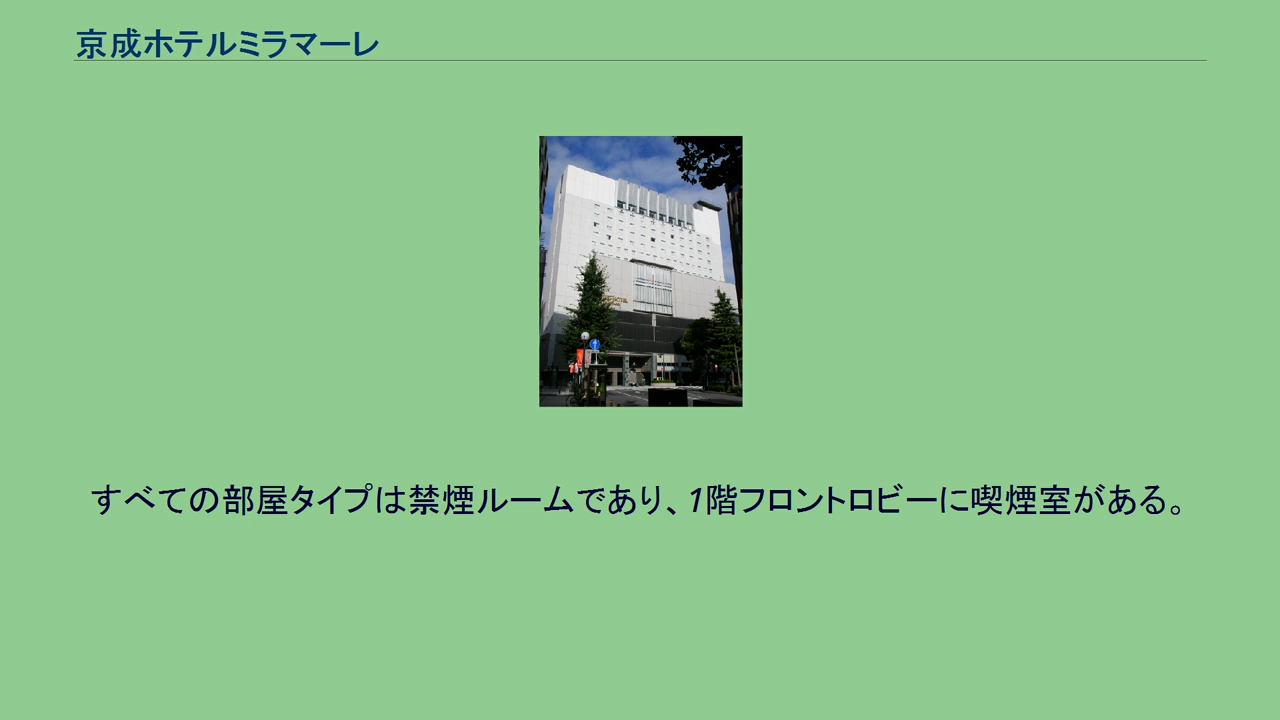 京成ホテルミラマーレ
すべての部屋タイプは禁煙ルームであり、1階フロントロビーに喫煙室がある。